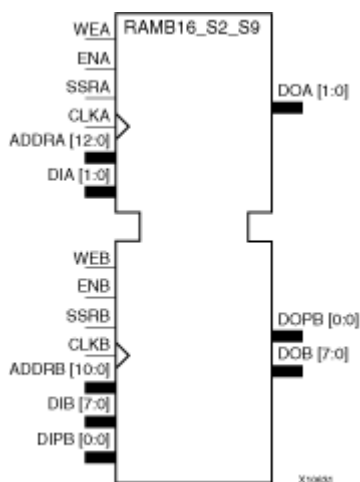 RAMB16_S2_S9
WEA
ENA
SSRA
CLKA
ADDRA [12:0]
DIA [1:0]
DOA [1:0]
WEB
ENB
SSRB
CLKB
ADDRB [10:0]
DIB [7:0]
DIPB [0:0]
DOPB [0:0]
DOB [7:0]